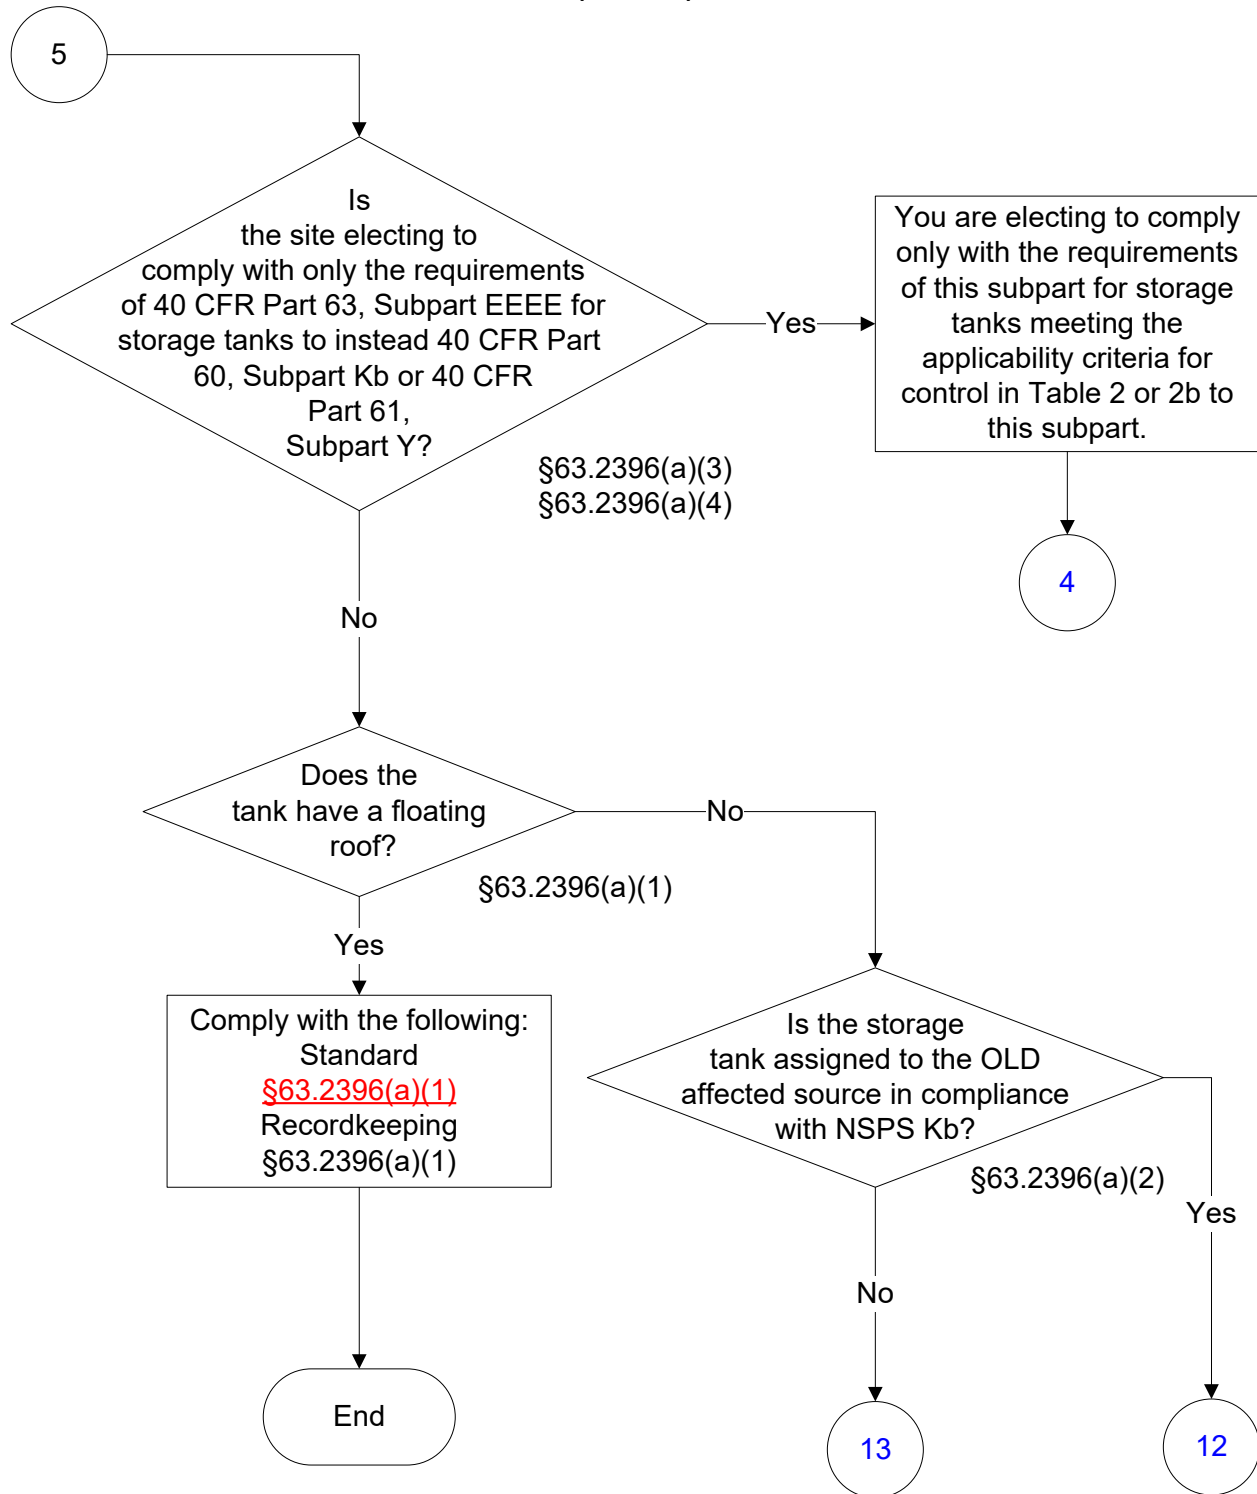 5
Is
the site electing to
comply with only the requirements
of 40 CFR Part 63, Subpart EEEE for
storage tanks to instead 40 CFR Part
60, Subpart Kb or 40 CFR
Part 61,
Subpart Y?
§63.2396(a)(3)
§63.2396(a)(4)
Yes
You are electing to comply
only with the requirements
of this subpart for storage
tanks meeting the
applicability criteria for
control in Table 2 or 2b to
this subpart.
4
No
Does the
tank have a floating
roof?
§63.2396(a)(1)
No
Yes
Comply with the following:
Standard
§63.2396(a)(1)
Recordkeeping
§63.2396(a)(1)
End
Is the storage
tank assigned to the OLD
affected source in compliance
with NSPS Kb?
§63.2396(a)(2)
Yes
No
13
12